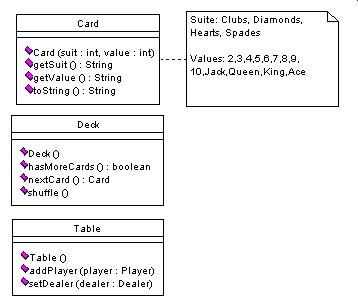 Card
Card (suit : int, value : int)
getSuit () : String
getValue () : String
toString () : String
Suite: Clubs, Diamonds,
Hearts, Spades
Values: 2,3,4,5,6,7,8,9,
10,Jack,Queen,King,Ace
Deck
Deck ()
hasMoreCards () : boolean
nextCard () : Card
shuffle ()
Table
Table ()
addPlayer (player : Player)
setDealer (dealer : Dealer)